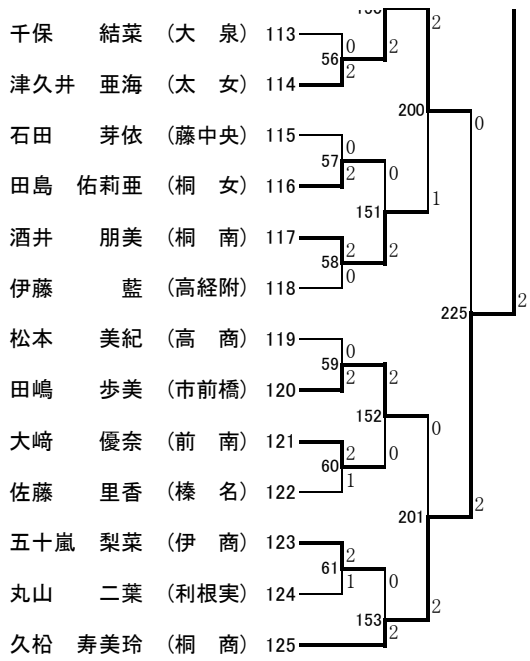 2
千保　結菜 （大　泉） 113
0
56
2
2
津久井　亜海 （太　女） 114
200
0
石田　芽依 （藤中央） 115
0
57
2
0
田島　佑莉亜 （桐　女） 116
151
1
酒井　朋美 （桐　南） 117
2
58
0
2
伊藤　藍 （高経附） 118
225
2
松本　美紀 （高　商） 119
0
59
2
2
田嶋　歩美 （市前橋） 120
152
0
大﨑　優奈 （前　南） 121
2
60
1
0
佐藤　里香 （榛　名） 122
201
2
五十嵐　梨菜 （伊　商） 123
2
61
1
0
丸山　二葉 （利根実） 124
153
2
久松　寿美玲 （桐　商） 125
2